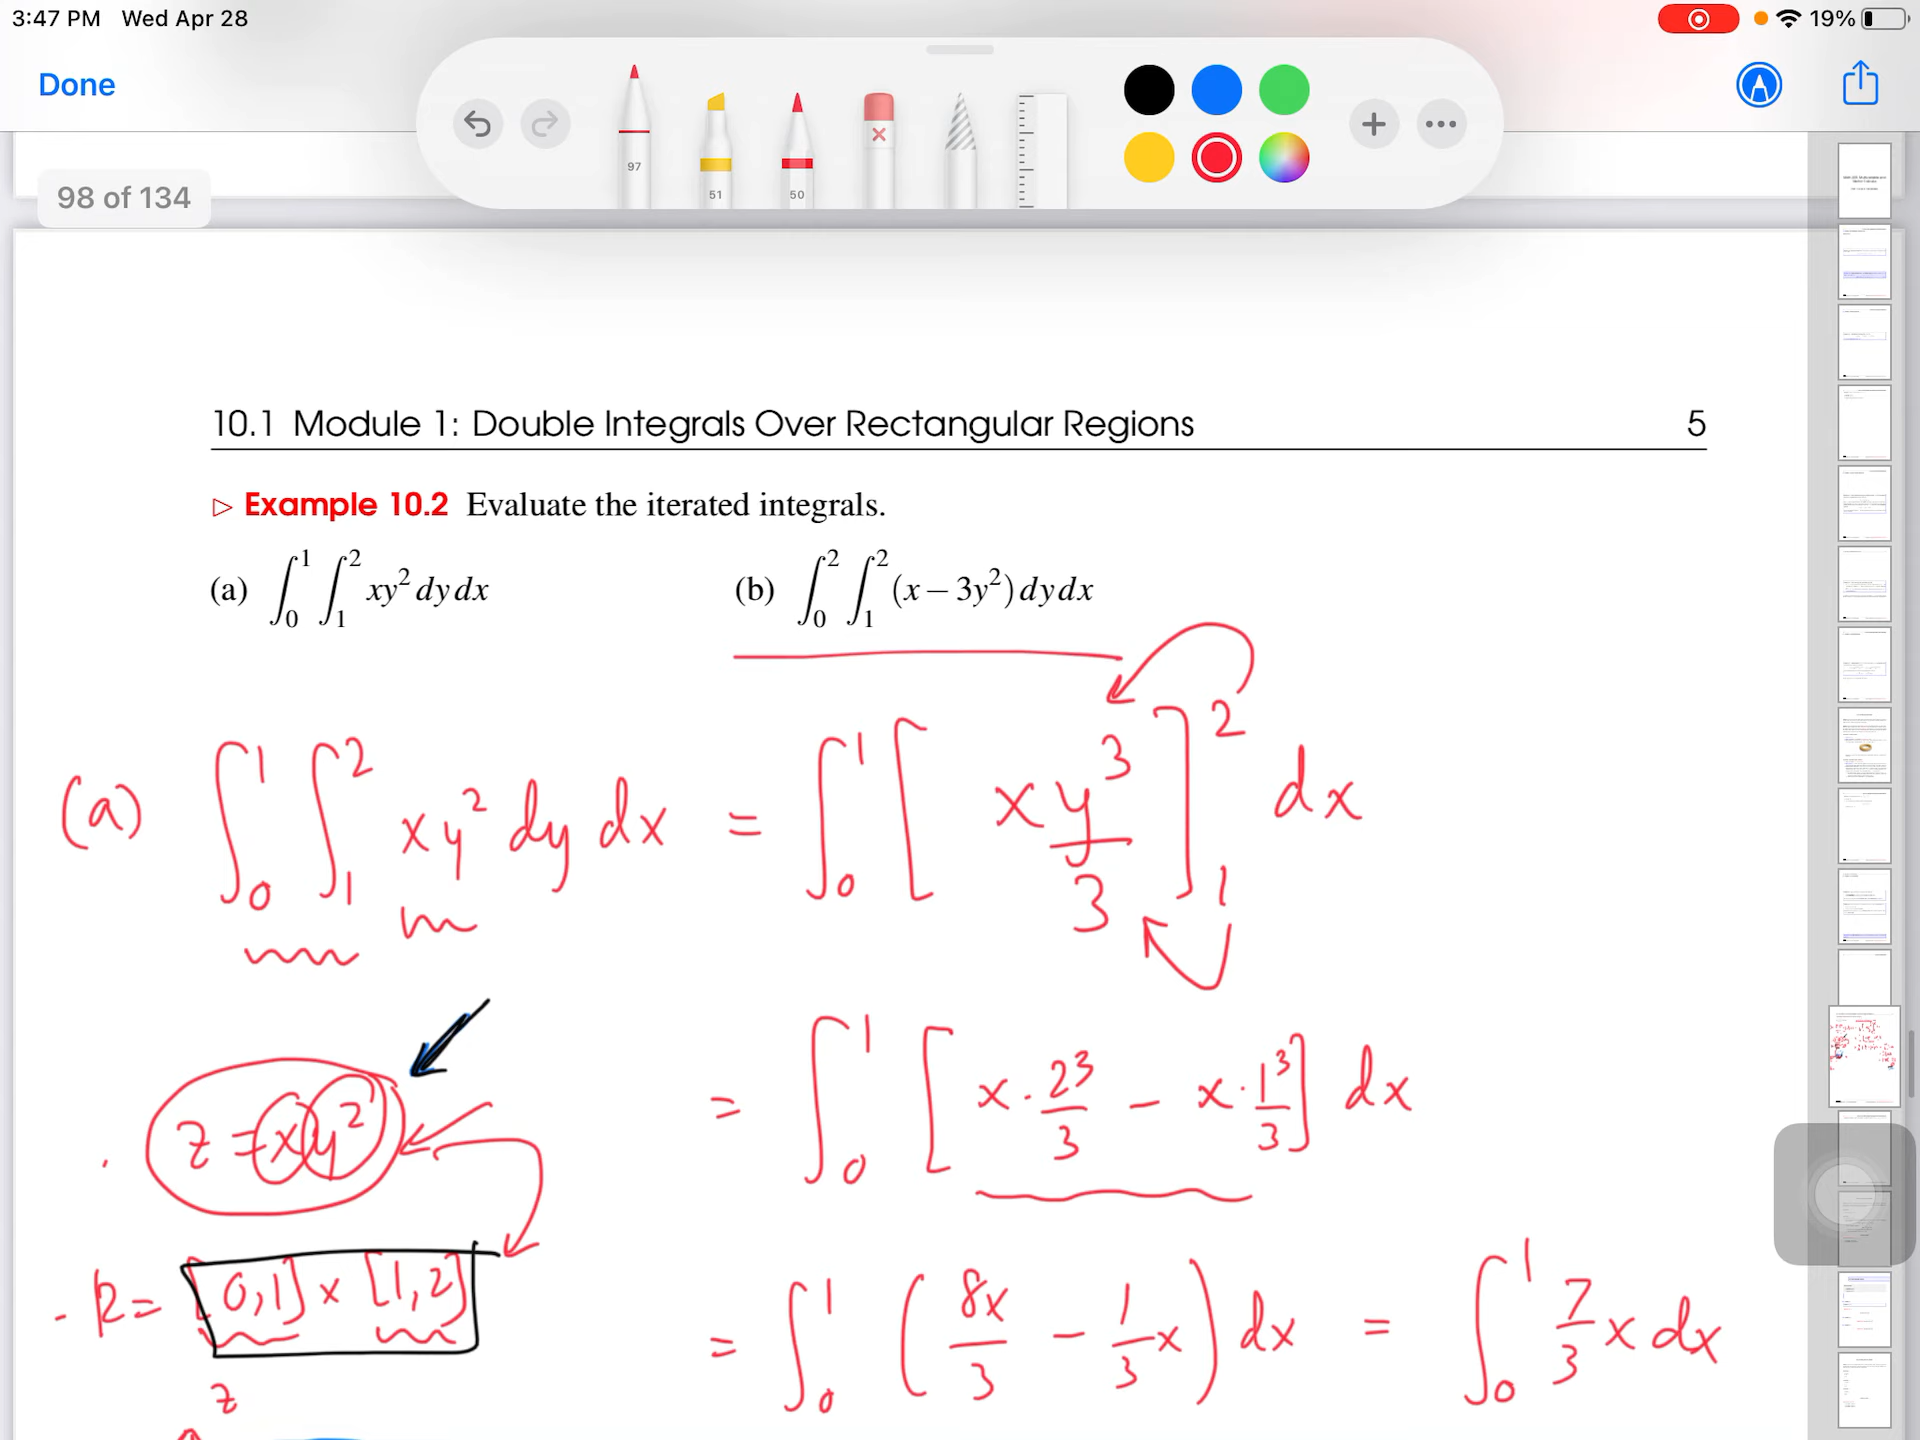 3:47 PM Wed Apr 28 19%
Done
97 51 50
98 of 134
10.1 Module 1: Double Integrals Over Rectangular Regions 5
▷ Example 10.2 Evaluate the iterated integrals.
(a) ∫₀¹ ∫₁² xy² dy dx (b) ∫₀² ∫₁² (x − 3y²) dy dx
(a) ∫₀¹ ∫₁² xy² dy dx = ∫₀¹ [ x y³/3 ]₁² dx
= ∫₀¹ [ x · 2³/3 − x · 1³/3 ] dx
z = xy²
R = [0,1] × [1,2]
= ∫₀¹ ( 8x/3 − 1/3 x ) dx = ∫₀¹ 7/3 x dx
z